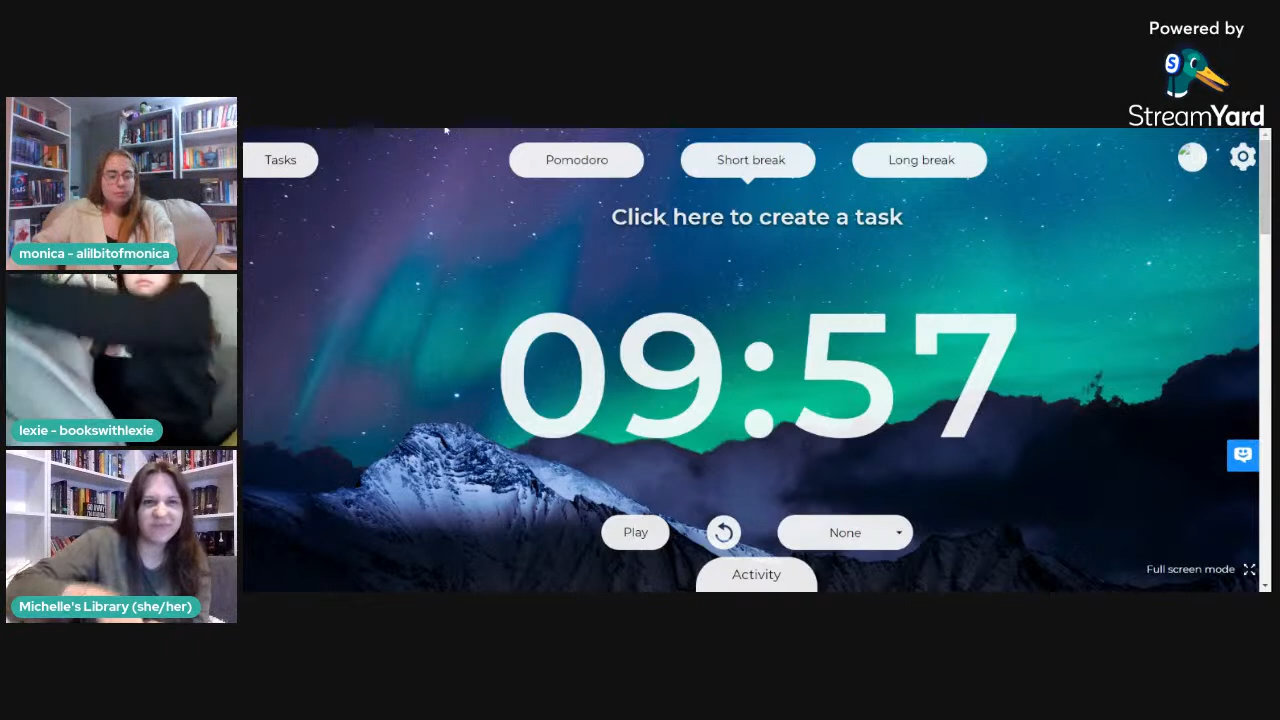 Powered by
StreamYard
Tasks
Pomodoro
Short break
Long break
Click here to create a task
09:57
Play
None
Activity
Full screen mode
monica - alilbitofmonica
lexie - bookswithlexie
Michelle's Library (she/her)